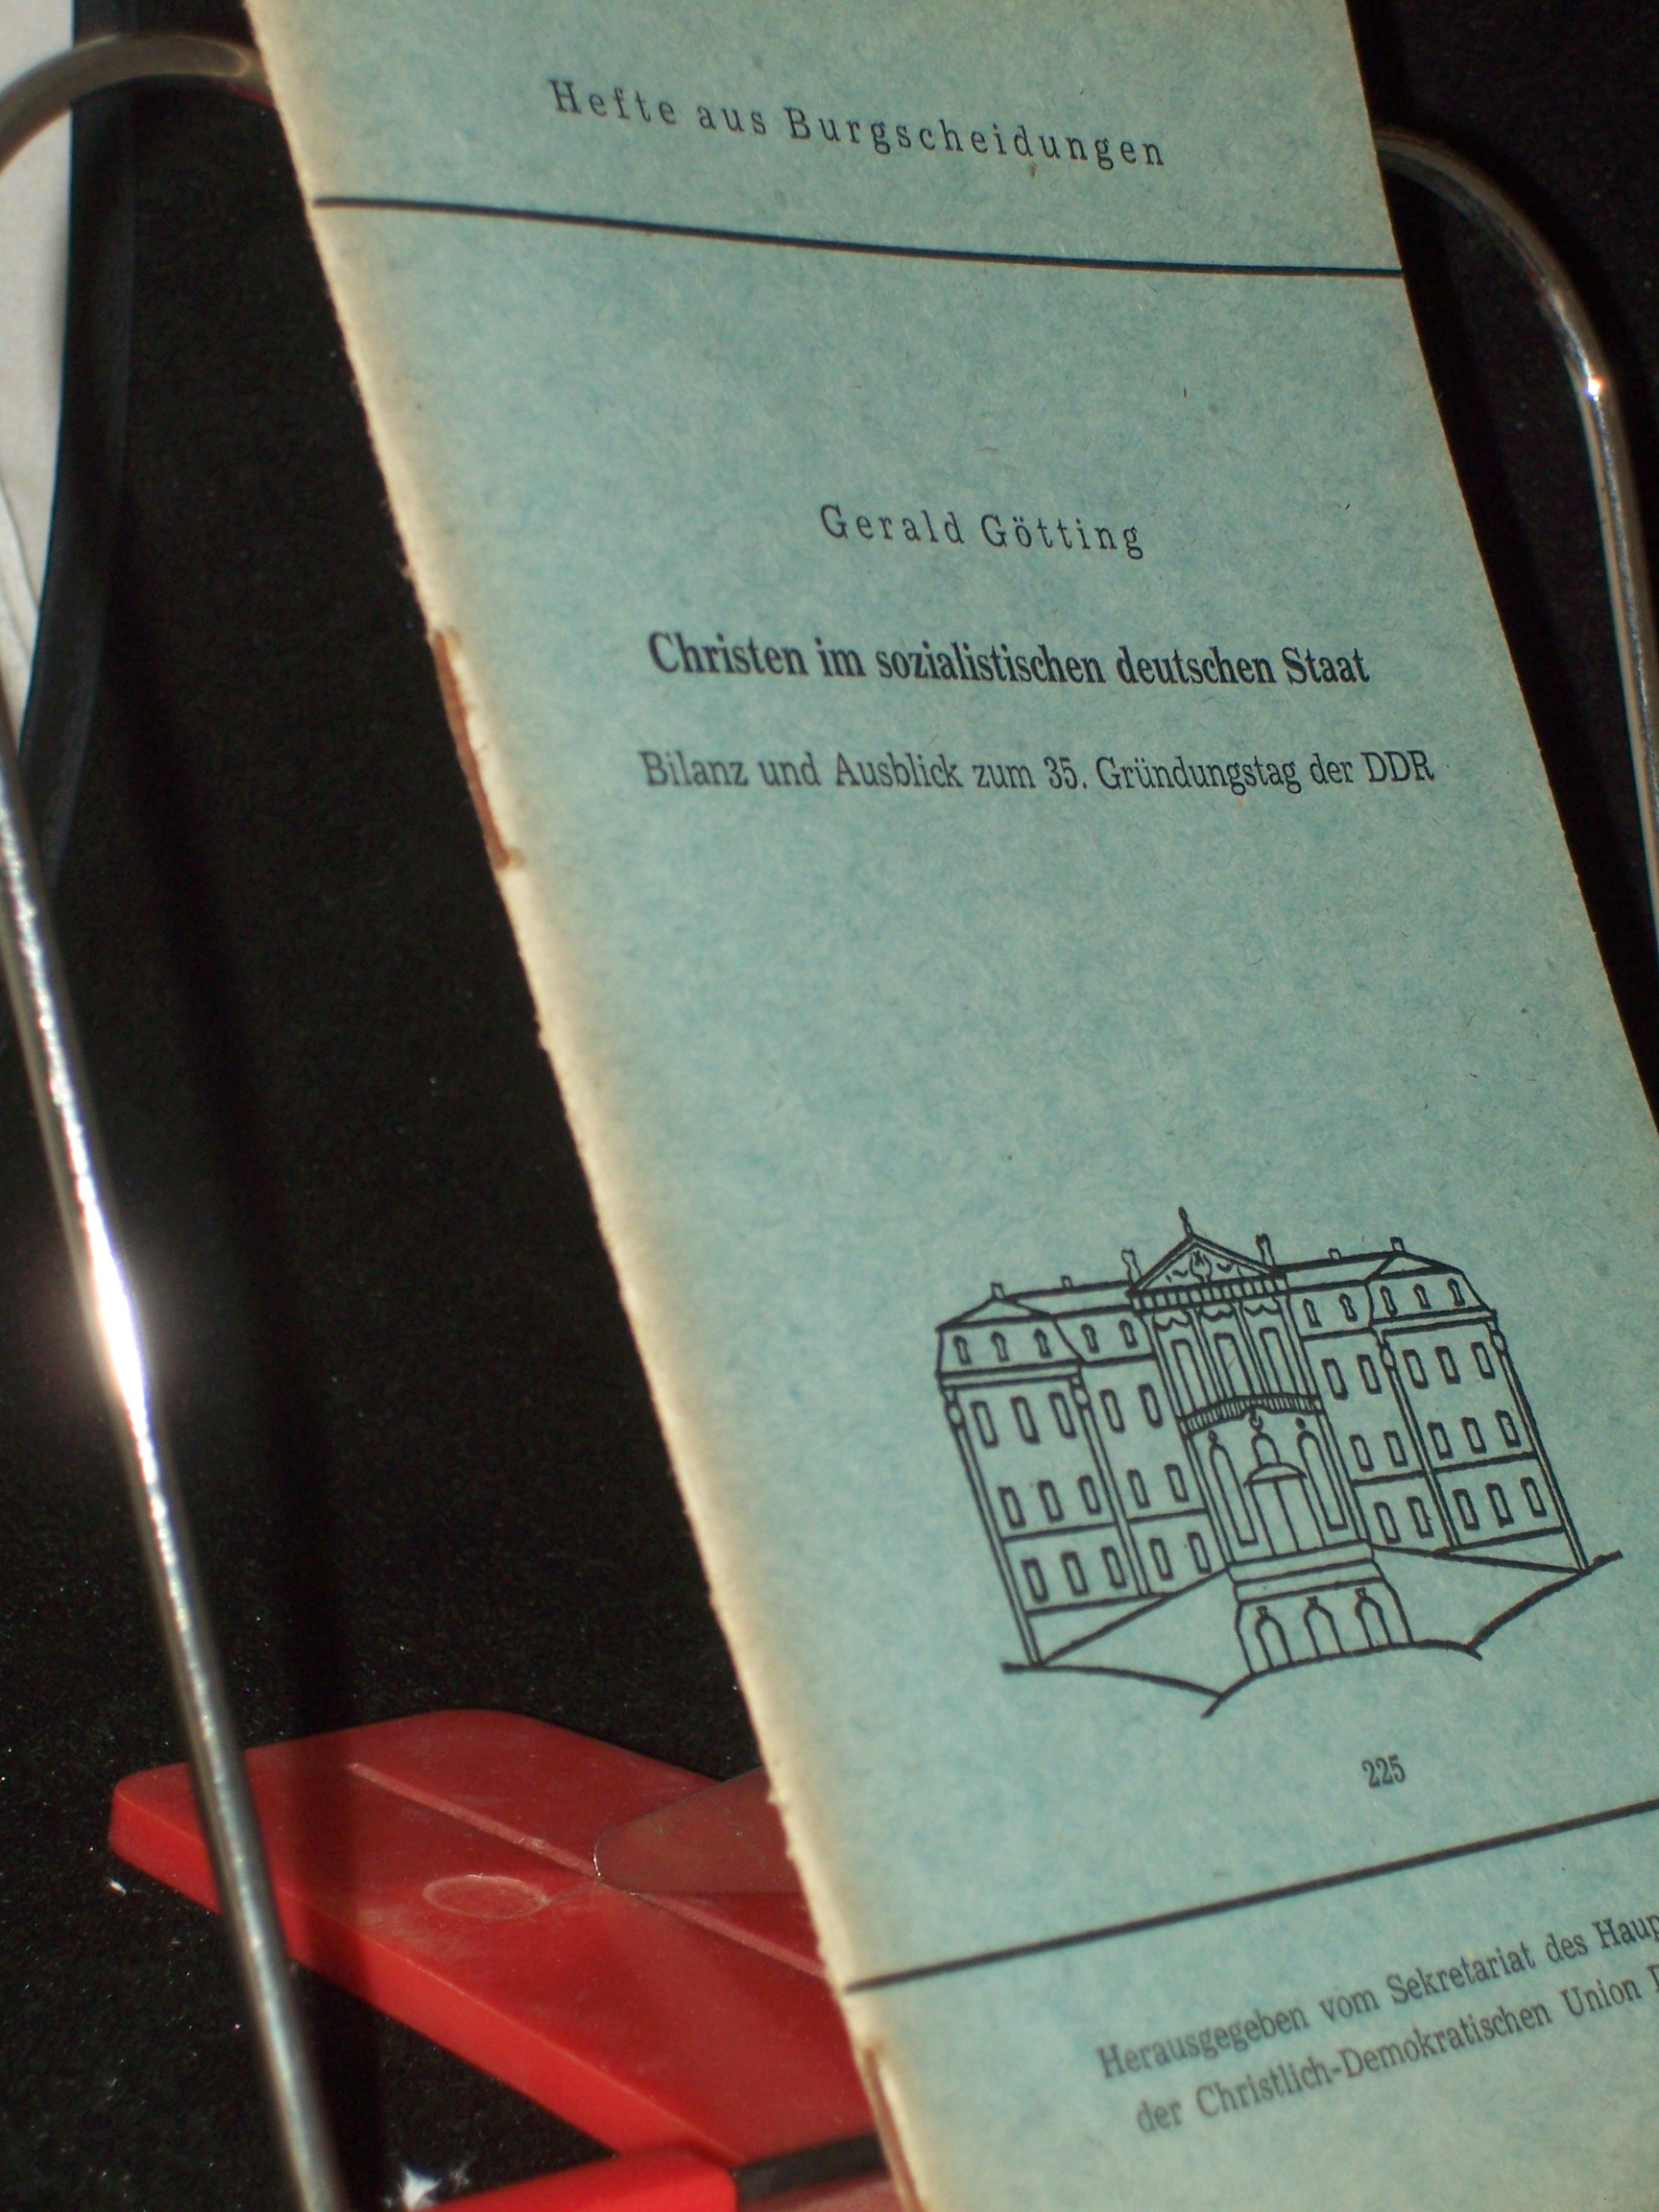 Hefte aus Burgscheidungen
Gerald Götting
Christen im sozialistischen deutschen Staat
Bilanz und Ausblick zum 35. Gründungstag der DDR
225
Herausgegeben vom Sekretariat des
der Christlich-Demokratischen Union